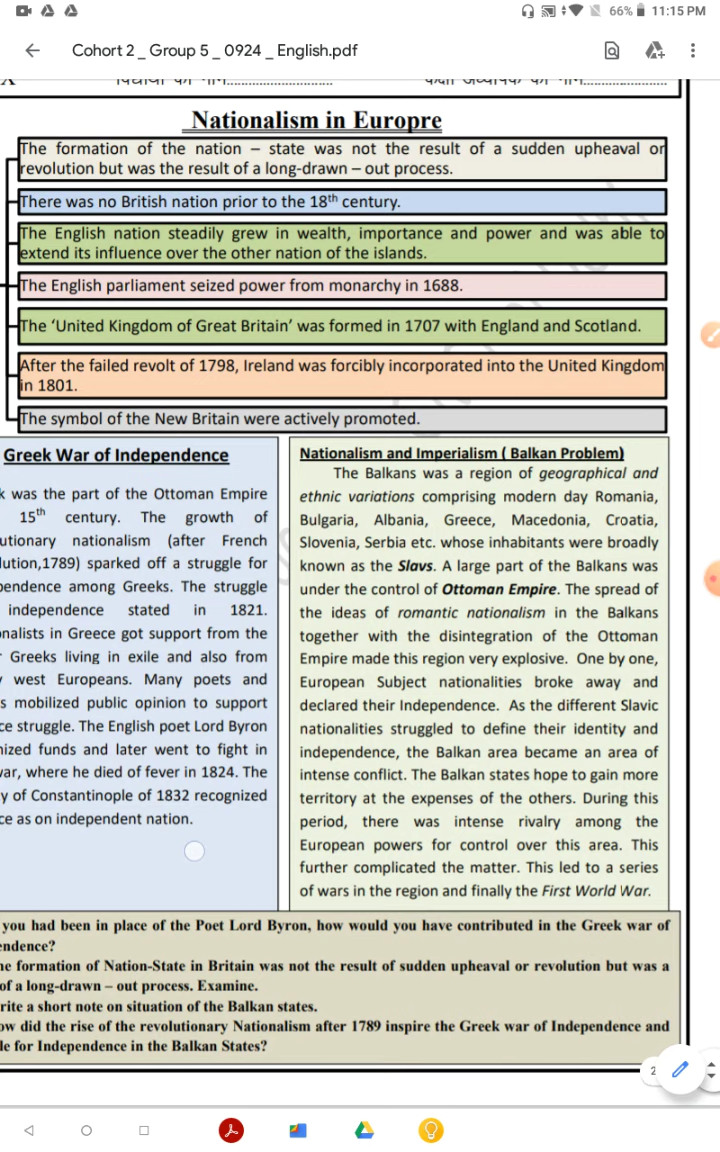 66% 11:15 PM
Cohort 2 _ Group 5 _ 0924 _ English.pdf
Nationalism in Europre
The formation of the nation – state was not the result of a sudden upheaval or
revolution but was the result of a long-drawn – out process.
There was no British nation prior to the 18th century.
The English nation steadily grew in wealth, importance and power and was able to
extend its influence over the other nation of the islands.
The English parliament seized power from monarchy in 1688.
The ‘United Kingdom of Great Britain’ was formed in 1707 with England and Scotland.
After the failed revolt of 1798, Ireland was forcibly incorporated into the United Kingdom
in 1801.
The symbol of the New Britain were actively promoted.
Greek War of Independence
k was the part of the Ottoman Empire
15th century. The growth of
utionary nationalism (after French
lution,1789) sparked off a struggle for
pendence among Greeks. The struggle
independence stated in 1821.
onalists in Greece got support from the
r Greeks living in exile and also from
y west Europeans. Many poets and
s mobilized public opinion to support
ce struggle. The English poet Lord Byron
nized funds and later went to fight in
war, where he died of fever in 1824. The
y of Constantinople of 1832 recognized
ce as on independent nation.
Nationalism and Imperialism ( Balkan Problem)
The Balkans was a region of geographical and
ethnic variations comprising modern day Romania,
Bulgaria, Albania, Greece, Macedonia, Croatia,
Slovenia, Serbia etc. whose inhabitants were broadly
known as the Slavs. A large part of the Balkans was
under the control of Ottoman Empire. The spread of
the ideas of romantic nationalism in the Balkans
together with the disintegration of the Ottoman
Empire made this region very explosive. One by one,
European Subject nationalities broke away and
declared their Independence. As the different Slavic
nationalities struggled to define their identity and
independence, the Balkan area became an area of
intense conflict. The Balkan states hope to gain more
territory at the expenses of the others. During this
period, there was intense rivalry among the
European powers for control over this area. This
further complicated the matter. This led to a series
of wars in the region and finally the First World War.
you had been in place of the Poet Lord Byron, how would you have contributed in the Greek war of
endence?
he formation of Nation-State in Britain was not the result of sudden upheaval or revolution but was a
of a long-drawn – out process. Examine.
rite a short note on situation of the Balkan states.
ow did the rise of the revolutionary Nationalism after 1789 inspire the Greek war of Independence and
le for Independence in the Balkan States?
2